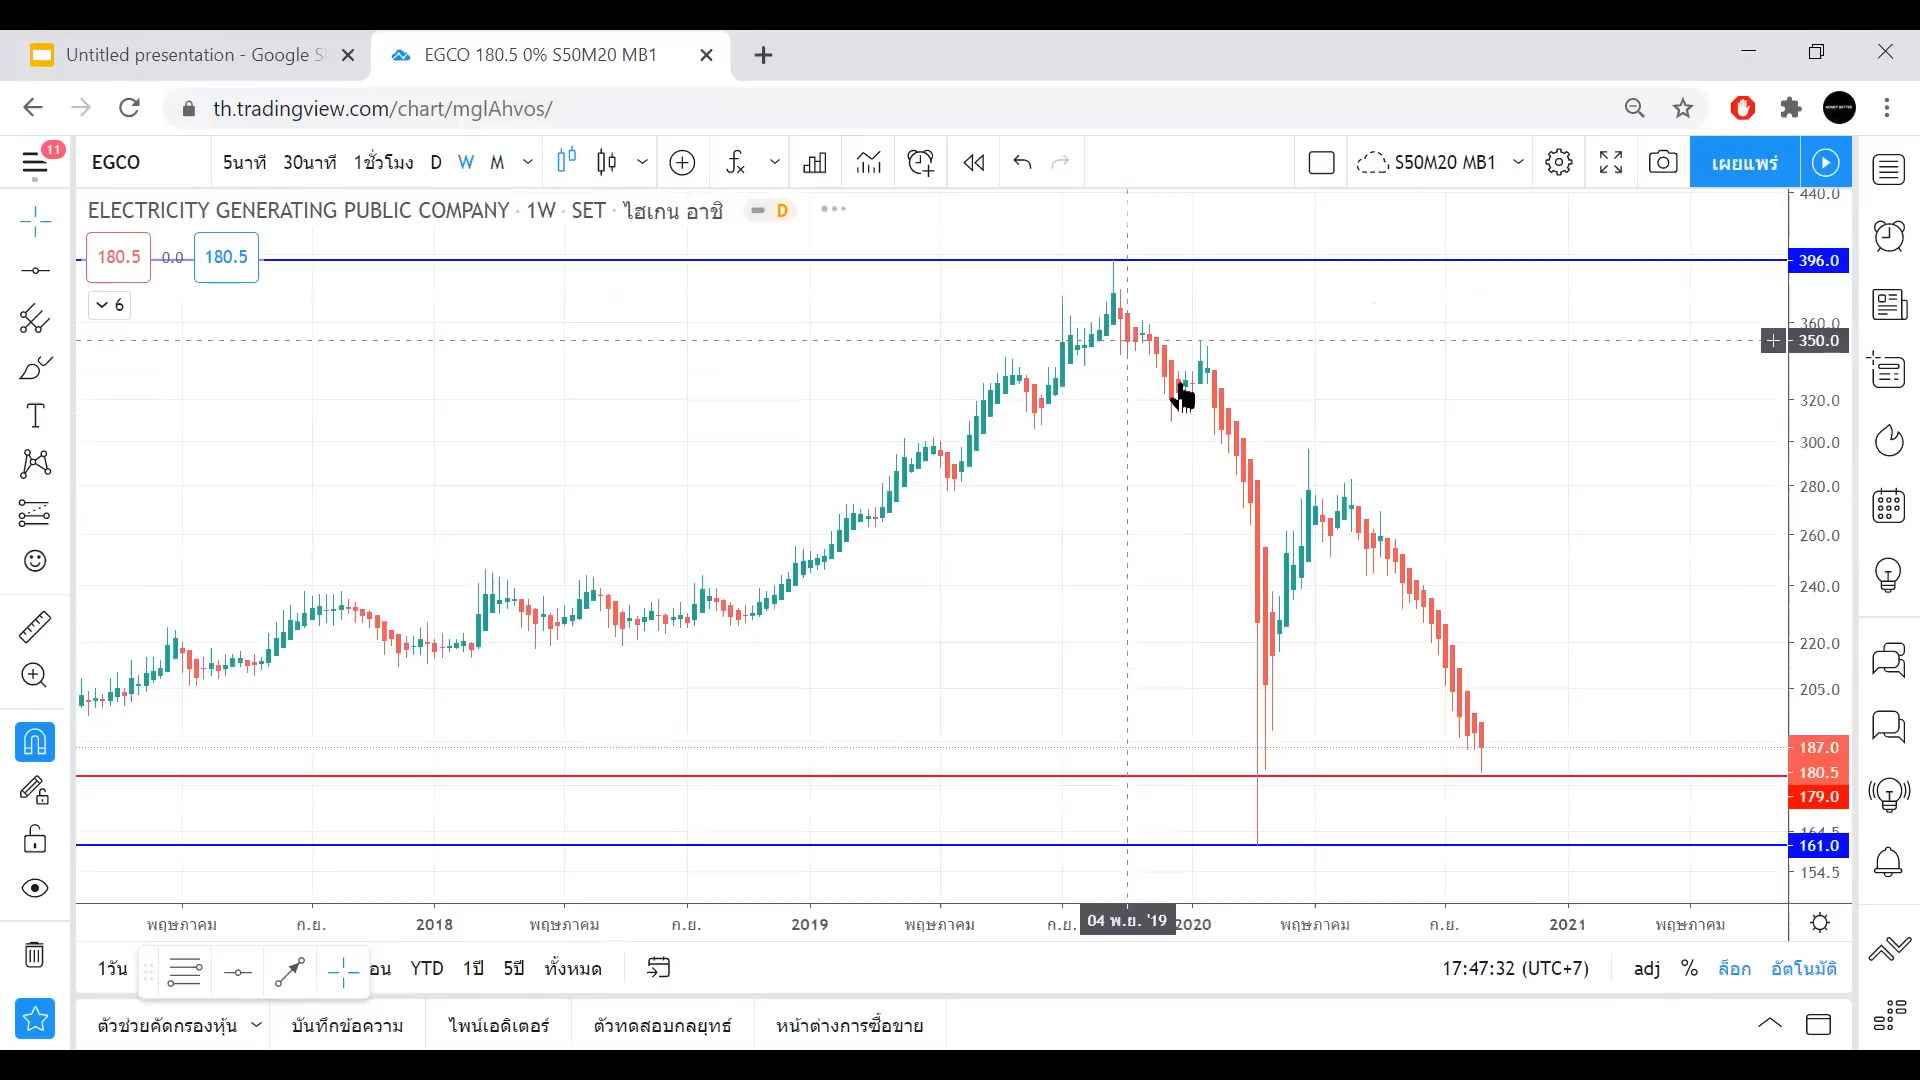 Untitled presentation - Google S
EGCO 180.5 0% S50M20 MB1
th.tradingview.com/chart/mglAhvos/
11
EGCO
5นาที
30นาที
1ชั่วโมง
D
W
M
S50M20 MB1
เผยแพร่
ELECTRICITY GENERATING PUBLIC COMPANY · 1W · SET · ไฮเกน อาชิ
D
180.5
0.0
180.5
6
440.0
396.0
360.0
350.0
320.0
300.0
280.0
260.0
240.0
220.0
205.0
187.0
180.5
179.0
164.5
161.0
154.5
พฤษภาคม
ก.ย.
2018
พฤษภาคม
ก.ย.
2019
พฤษภาคม
ก.ย.
04 พ.ย. '19
2020
พฤษภาคม
ก.ย.
2021
พฤษภาคม
1วัน
อน
YTD
1ปี
5ปี
ทั้งหมด
17:47:32 (UTC+7)
adj
%
ล็อก
อัตโนมัติ
ตัวช่วยคัดกรองหุ้น
บันทึกข้อความ
ไพน์เอดิเตอร์
ตัวทดสอบกลยุทธ์
หน้าต่างการซื้อขาย